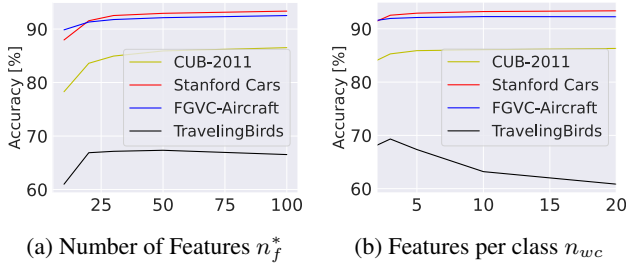 Accuracy [%]
90
80
70
60
CUB-2011
Stanford Cars
FGVC-Aircraft
TravelingBirds
25
50
75
100
(a) Number of Features n*f
Accuracy [%]
90
80
70
60
CUB-2011
Stanford Cars
FGVC-Aircraft
TravelingBirds
5
10
15
20
(b) Features per class nwc